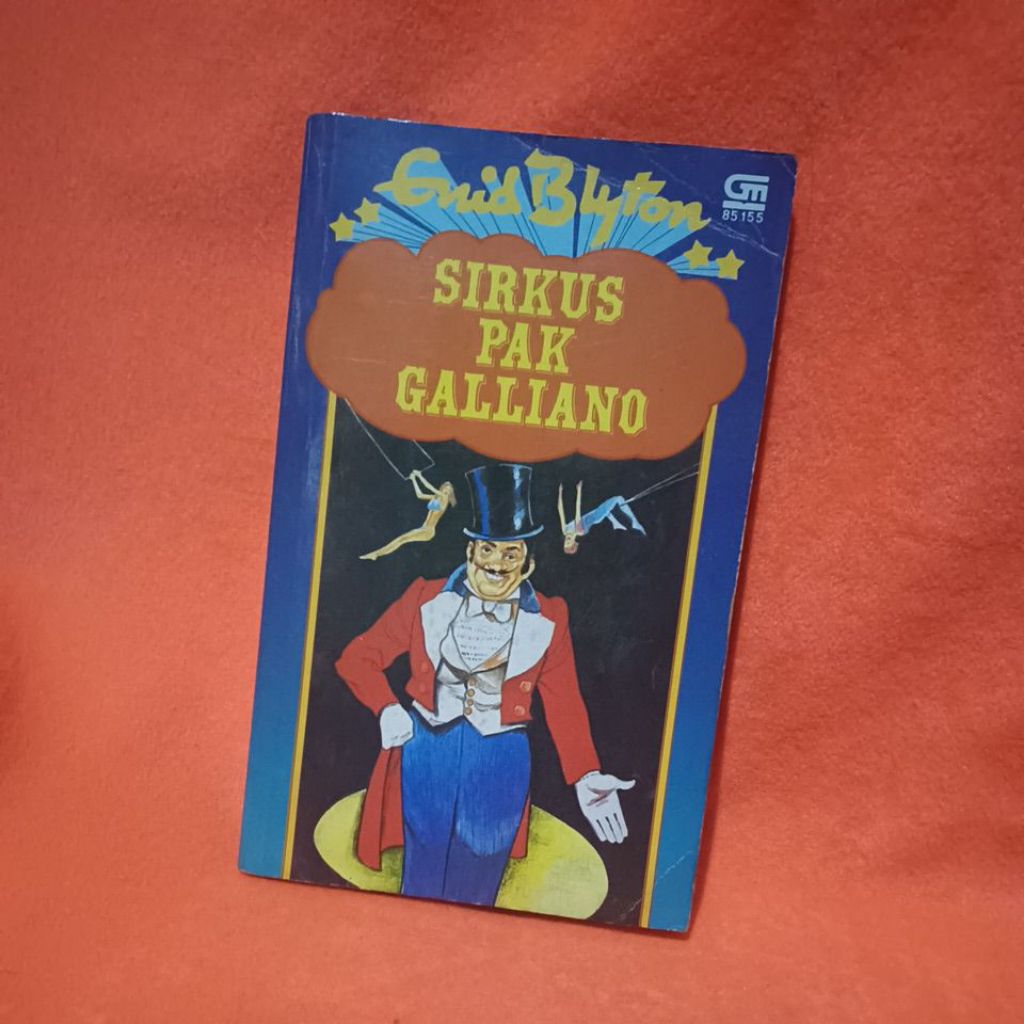 Enid Blyton
GM
85155
SIRKUS
PAK
GALLIANO